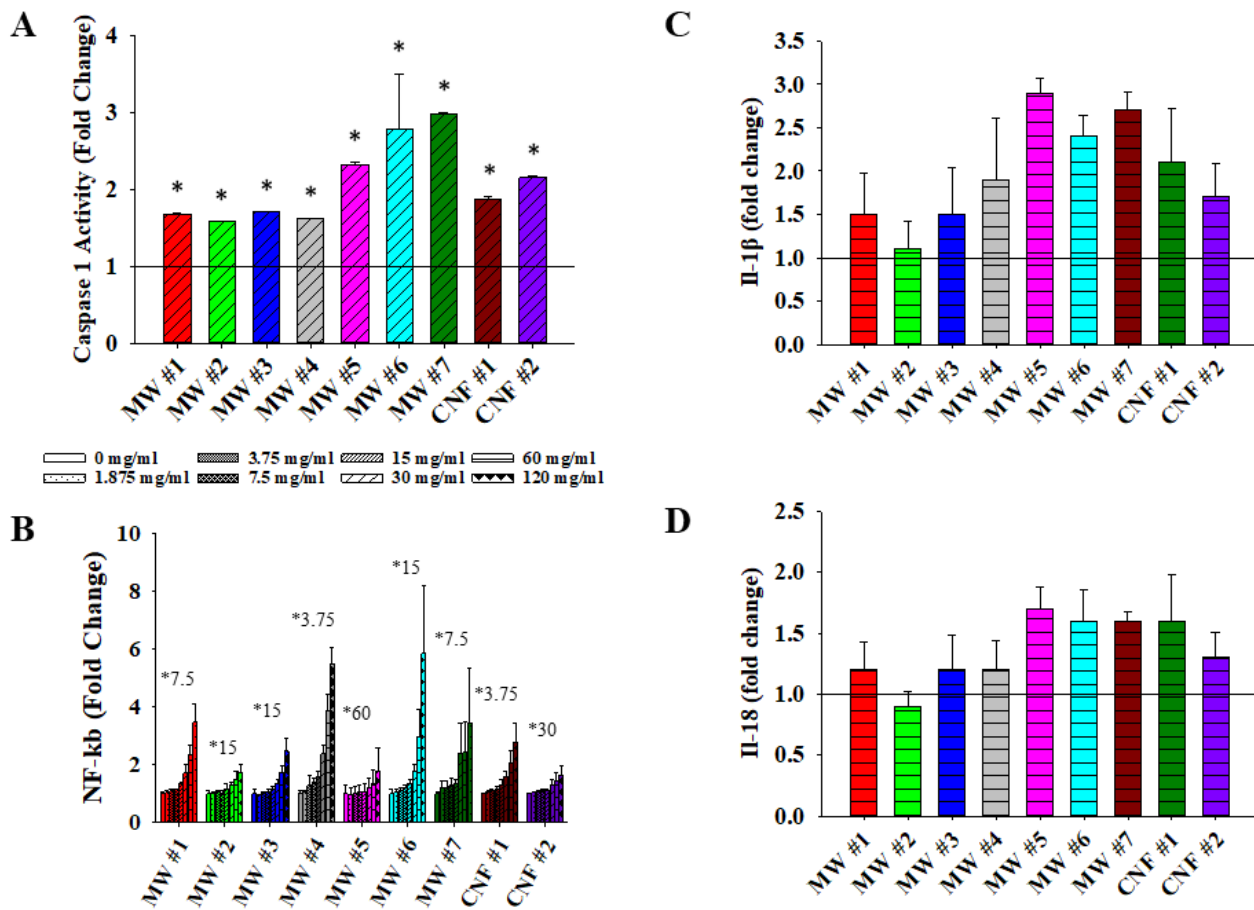 A
Caspase 1 Activity (Fold Change)
4
3
2
1
0
* * * * * * * * *
MW #1 MW #2 MW #3 MW #4 MW #5 MW #6 MW #7 CNF #1 CNF #2
0 mg/ml 3.75 mg/ml 15 mg/ml 60 mg/ml
1.875 mg/ml 7.5 mg/ml 30 mg/ml 120 mg/ml
B
NF-kb (Fold Change)
10
8
6
4
2
0
*7.5 *15 *15 *3.75 *60 *15 *7.5 *3.75 *30
MW #1 MW #2 MW #3 MW #4 MW #5 MW #6 MW #7 CNF #1 CNF #2
C
Il-1β (fold change)
3.5
3.0
2.5
2.0
1.5
1.0
0.5
0.0
MW #1 MW #2 MW #3 MW #4 MW #5 MW #6 MW #7 CNF #1 CNF #2
D
Il-18 (fold change)
2.5
2.0
1.5
1.0
0.5
0.0
MW #1 MW #2 MW #3 MW #4 MW #5 MW #6 MW #7 CNF #1 CNF #2